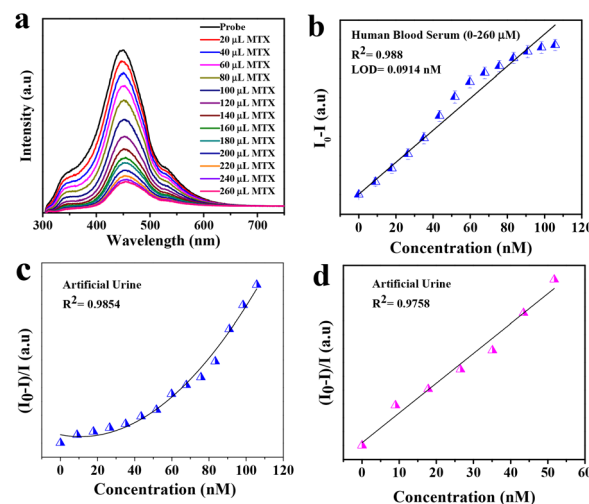 a
Intensity (a.u)
Probe
20 µL MTX
40 µL MTX
60 µL MTX
80 µL MTX
100 µL MTX
120 µL MTX
140 µL MTX
160 µL MTX
180 µL MTX
200 µL MTX
220 µL MTX
240 µL MTX
260 µL MTX
300 400 500 600 700
Wavelength (nm)
b
I0-I (a.u)
Human Blood Serum (0-260 µM)
R2= 0.988
LOD= 0.0914 nM
0 20 40 60 80 100 120
Concentration (nM)
c
(I0-I)/I (a.u)
Artificial Urine
R2= 0.9854
0 20 40 60 80 100 120
Concentration (nM)
d
(I0-I)/I (a.u)
Artificial Urine
R2= 0.9758
0 10 20 30 40 50 60
Concentration (nM)